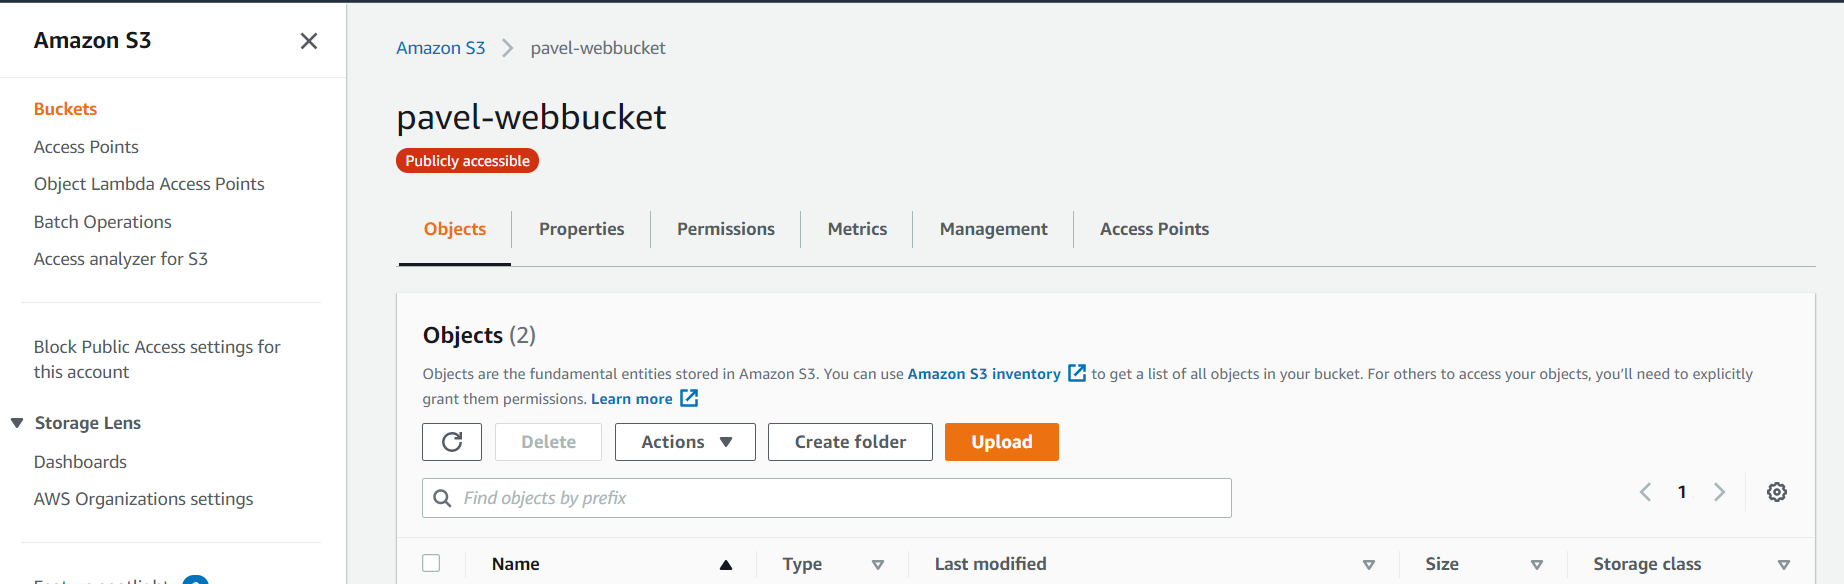 Amazon S3
Buckets
Access Points
Object Lambda Access Points
Batch Operations
Access analyzer for S3
Block Public Access settings for
this account
Storage Lens
Dashboards
AWS Organizations settings
Feature spotlight
Amazon S3 pavel-webbucket
pavel-webbucket
Publicly accessible
Objects Properties Permissions Metrics Management Access Points
Objects (2)
Objects are the fundamental entities stored in Amazon S3. You can use Amazon S3 inventory to get a list of all objects in your bucket. For others to access your objects, you’ll need to explicitly
grant them permissions. Learn more
Delete Actions Create folder Upload
Find objects by prefix
1
Name Type Last modified Size Storage class